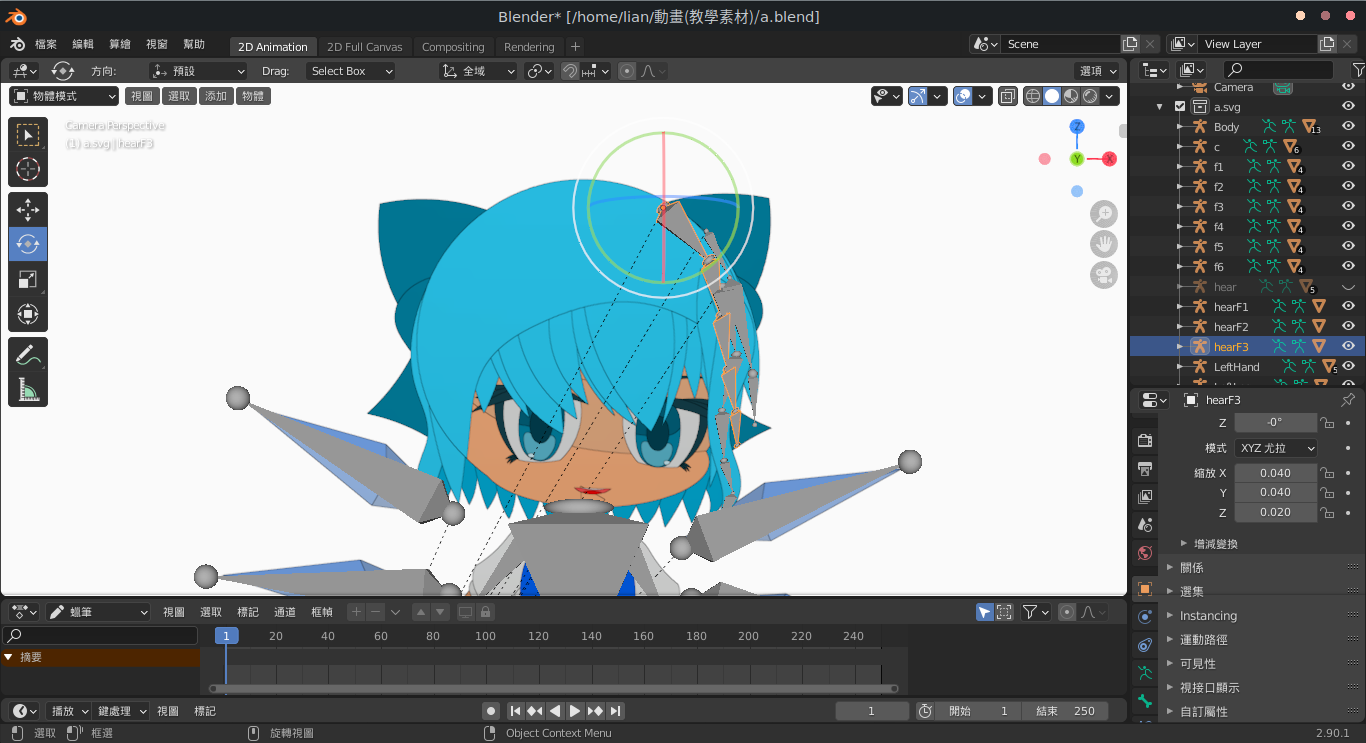 Blender* [/home/lian/動畫(教學素材)/a.blend]
檔案 編輯 算繪 視窗 幫助 2D Animation 2D Full Canvas Compositing Rendering + Scene View Layer
方向: 預設 Drag: Select Box 全域 選項
物體模式 視圖 選取 添加 物體
Camera Perspective
(1) a.svg | hearF3
Z
Y
X
Camera
a.svg
Body 13
c 6
f1 4
f2 4
f3 4
f4 4
f5 4
f6 4
hear 5
hearF1
hearF2
hearF3
LeftHand 5
hearF3
Z -0°
模式 XYZ 尤拉
縮放 X 0.040
Y 0.040
Z 0.020
增減變換
關係
選集
Instancing
運動路徑
可見性
視接口顯示
自訂屬性
蠟筆 視圖 選取 標記 通道 框幀
1 20 40 60 80 100 120 140 160 180 200 220 240
摘要
播放 鍵處理 視圖 標記 1 開始 1 結束 250
選取 框選 旋轉視圖 Object Context Menu 2.90.1